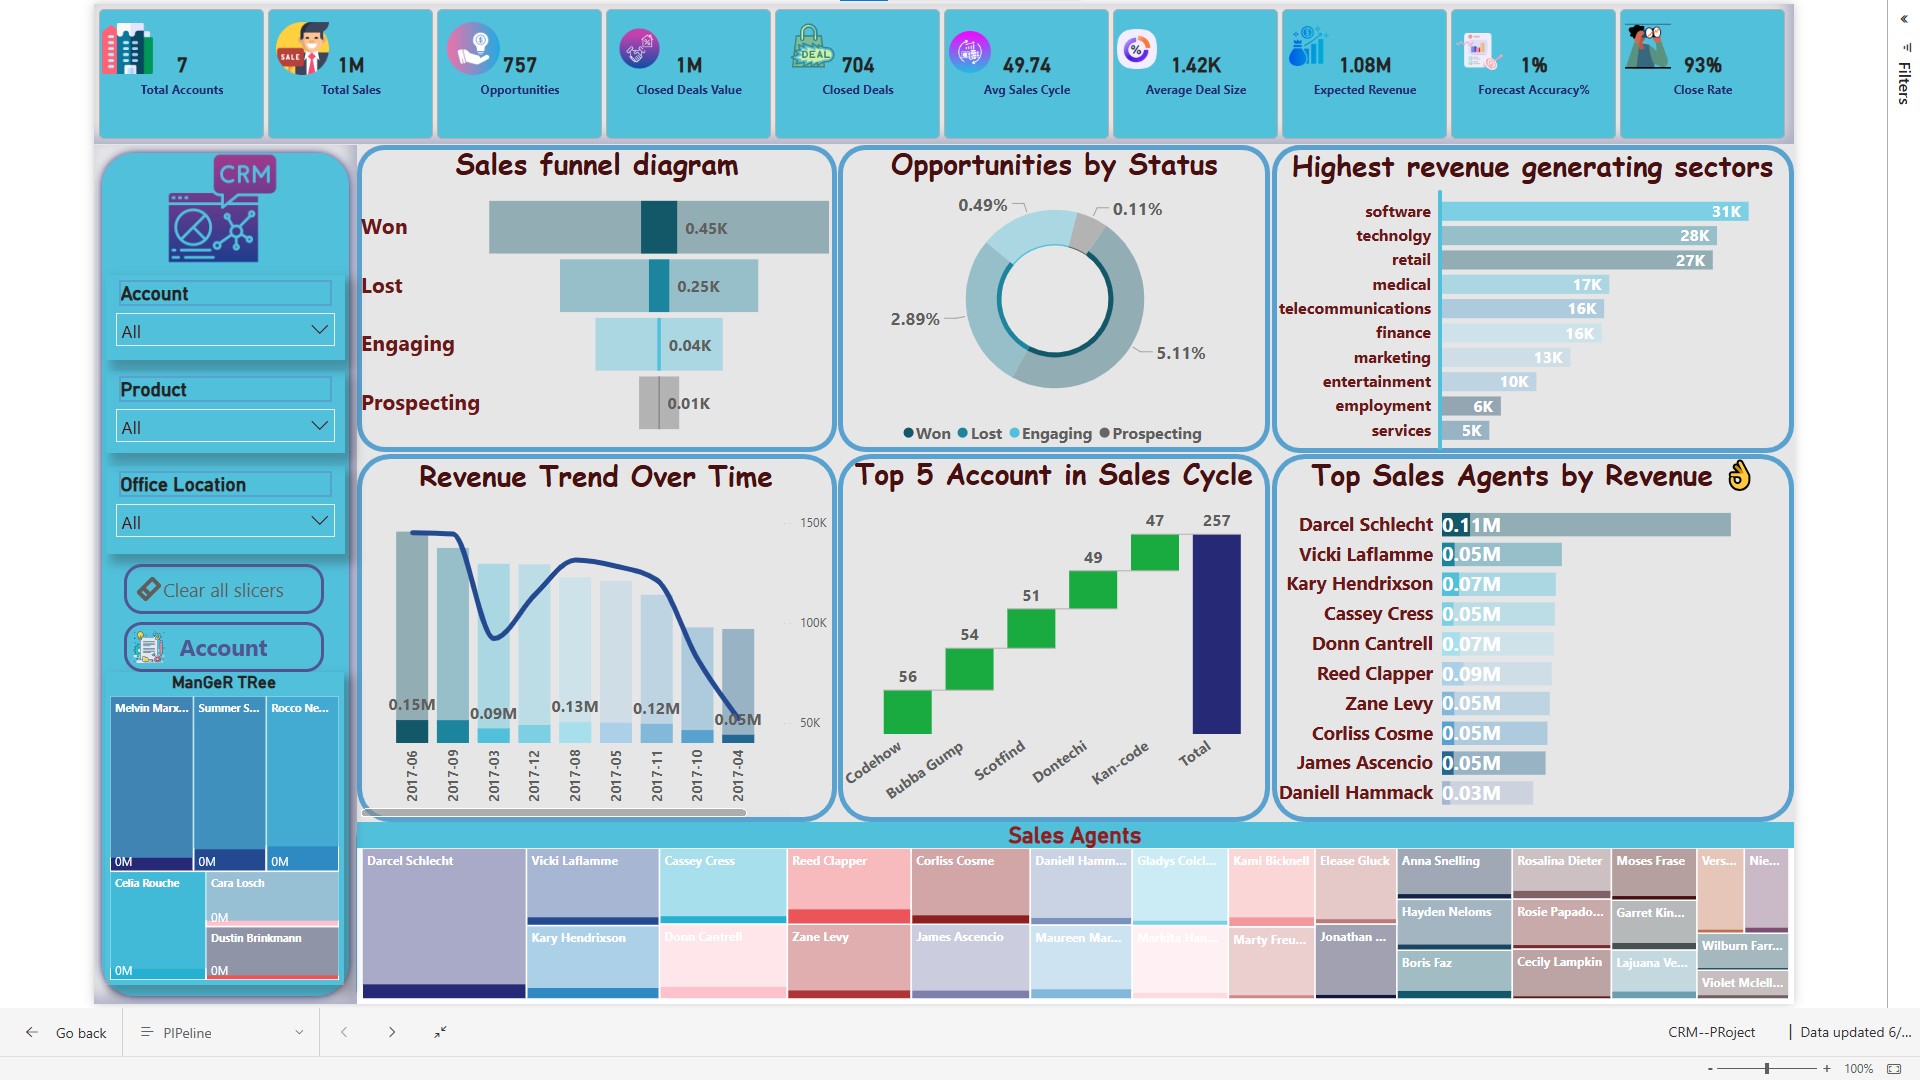 7
Total Accounts
SALE
1M
Total Sales
757
Opportunities
1M
Closed Deals Value
DEAL
704
Closed Deals
49.74
Avg Sales Cycle
%
1.42K
Average Deal Size
1.08M
Expected Revenue
1%
Forecast Accuracy%
93%
Close Rate
Filters
CRM
Account
All
Product
All
Office Location
All
Clear all slicers
Account
ManGeR TRee
Melvin Marx...
Summer S...
Rocco Ne...
0M
0M
0M
Celia Rouche
0M
Cara Losch
0M
Dustin Brinkmann
0M
Sales funnel diagram
Won
0.45K
Lost
0.25K
Engaging
0.04K
Prospecting
0.01K
Opportunities by Status
0.49%
0.11%
2.89%
5.11%
Won Lost Engaging Prospecting
Highest revenue generating sectors
software 31K
technolgy 28K
retail 27K
medical 17K
telecommunications 16K
finance 16K
marketing 13K
entertainment 10K
employment 6K
services 5K
Revenue Trend Over Time
150K
100K
50K
0.15M
0.09M
0.13M
0.12M
0.05M
2017-06
2017-09
2017-03
2017-12
2017-08
2017-05
2017-11
2017-10
2017-04
Top 5 Account in Sales Cycle
56
54
51
49
47
257
Codehow
Bubba Gump
Scotfind
Dontechi
Kan-code
Total
Top Sales Agents by Revenue 👌
Darcel Schlecht 0.11M
Vicki Laflamme 0.05M
Kary Hendrixson 0.07M
Cassey Cress 0.05M
Donn Cantrell 0.07M
Reed Clapper 0.09M
Zane Levy 0.05M
Corliss Cosme 0.05M
James Ascencio 0.05M
Daniell Hammack 0.03M
Sales Agents
Darcel Schlecht
Vicki Laflamme
Kary Hendrixson
Cassey Cress
Donn Cantrell
Reed Clapper
Zane Levy
Corliss Cosme
James Ascencio
Daniell Hamm...
Maureen Mar...
Gladys Colcl...
Markita Han...
Kami Bicknell
Marty Freu...
Elease Gluck
Jonathan ...
Anna Snelling
Hayden Neloms
Boris Faz
Rosalina Dieter
Rosie Papado...
Cecily Lampkin
Moses Frase
Garret Kin...
Lajuana Ve...
Vers...
Nie...
Wilburn Farr...
Violet Mclell...
Go back
PIPeline
CRM--PRoject
Data updated 6/...
- + 100%